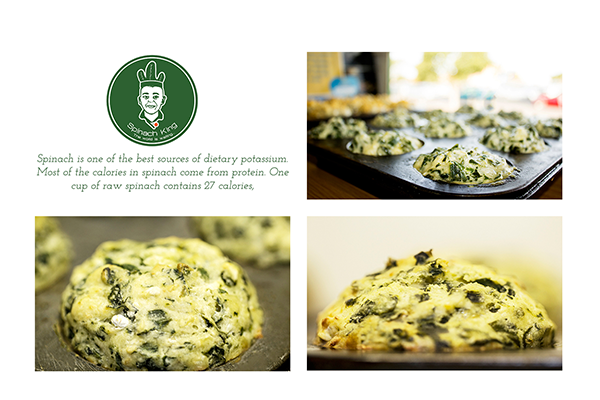 Spinach King
Spinach is one of the best sources of dietary potassium.
Most of the calories in spinach come from protein. One
cup of raw spinach contains 27 calories,